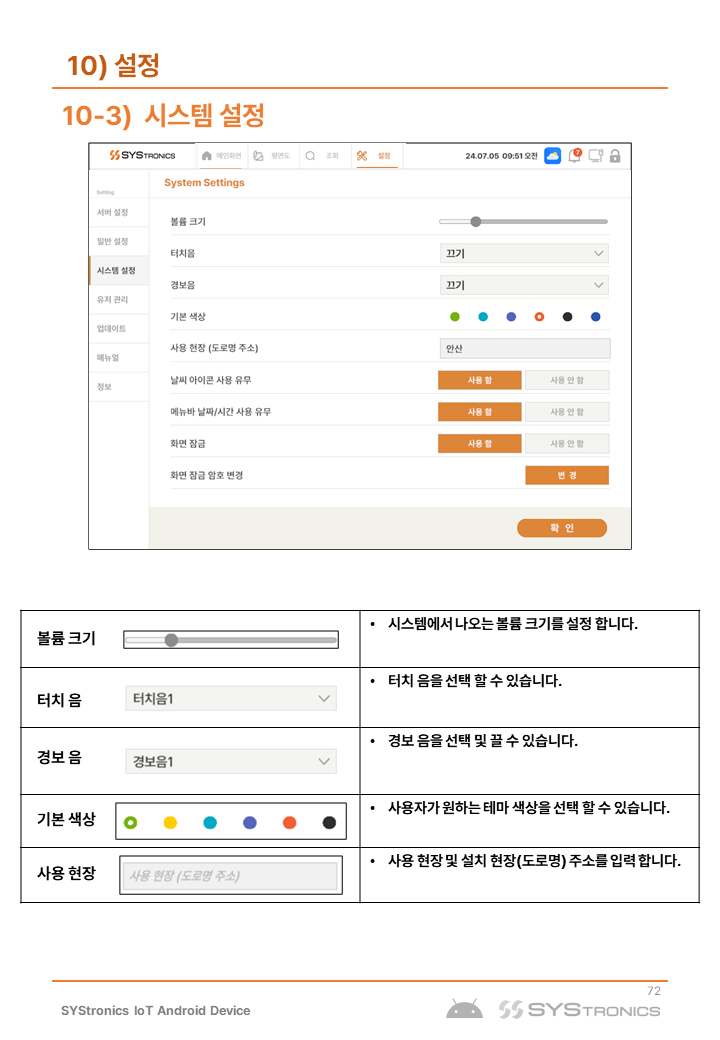 10) 설정
10-3) 시스템 설정
SYSTRONICS 메인화면 평면도 조회 설정 24.07.05 09:51 오전 7
Setting
System Settings
서버 설정
일반 설정
시스템 설정
유저 관리
업데이트
매뉴얼
정보
볼륨 크기
터치음 끄기
경보음 끄기
기본 색상
사용 현장 (도로명 주소) 안산
날씨 아이콘 사용 유무 사용 함 사용 안 함
메뉴바 날짜/시간 사용 유무 사용 함 사용 안 함
화면 잠금 사용 함 사용 안 함
화면 잠금 암호 변경 변 경
확 인
볼륨 크기 • 시스템에서 나오는 볼륨 크기를 설정 합니다.
터치 음 터치음1 • 터치 음을 선택 할 수 있습니다.
경보 음 경보음1 • 경보 음을 선택 및 끌 수 있습니다.
기본 색상 • 사용자가 원하는 테마 색상을 선택 할 수 있습니다.
사용 현장 사용 현장 (도로명 주소) • 사용 현장 및 설치 현장(도로명) 주소를 입력 합니다.
72
SYStronics IoT Android Device SYSTRONICS